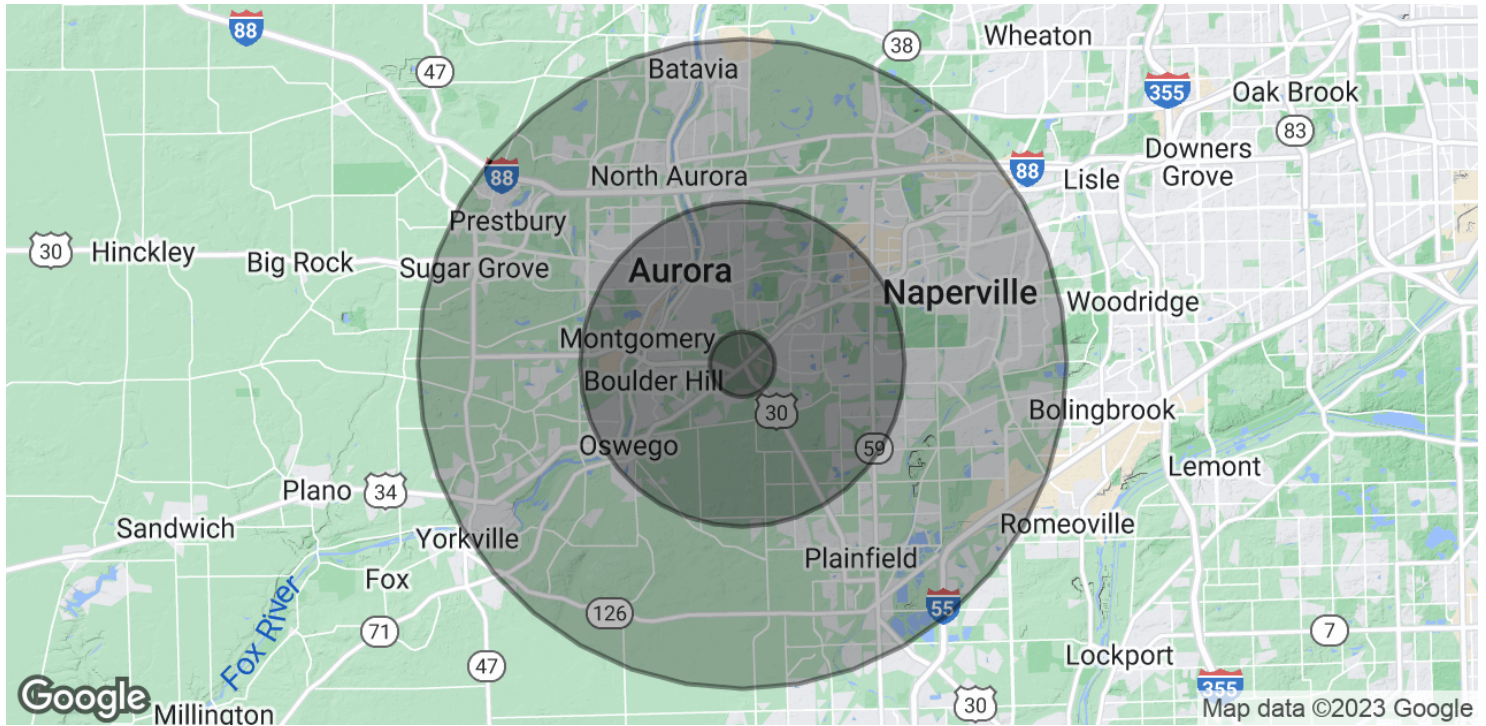 88
38
Wheaton
47
Batavia
355
Oak Brook
83
Downers
Grove
88
North Aurora
88
Lisle
Prestbury
30
Hinckley
Big Rock
Sugar Grove
Aurora
Naperville
Woodridge
Montgomery
Boulder Hill
30
Bolingbrook
Oswego
59
Lemont
Plano
34
Sandwich
Yorkville
Romeoville
Plainfield
Fox
Fox River
126
55
71
7
47
Lockport
355
Google
30
Map data ©2023 Google
Millington